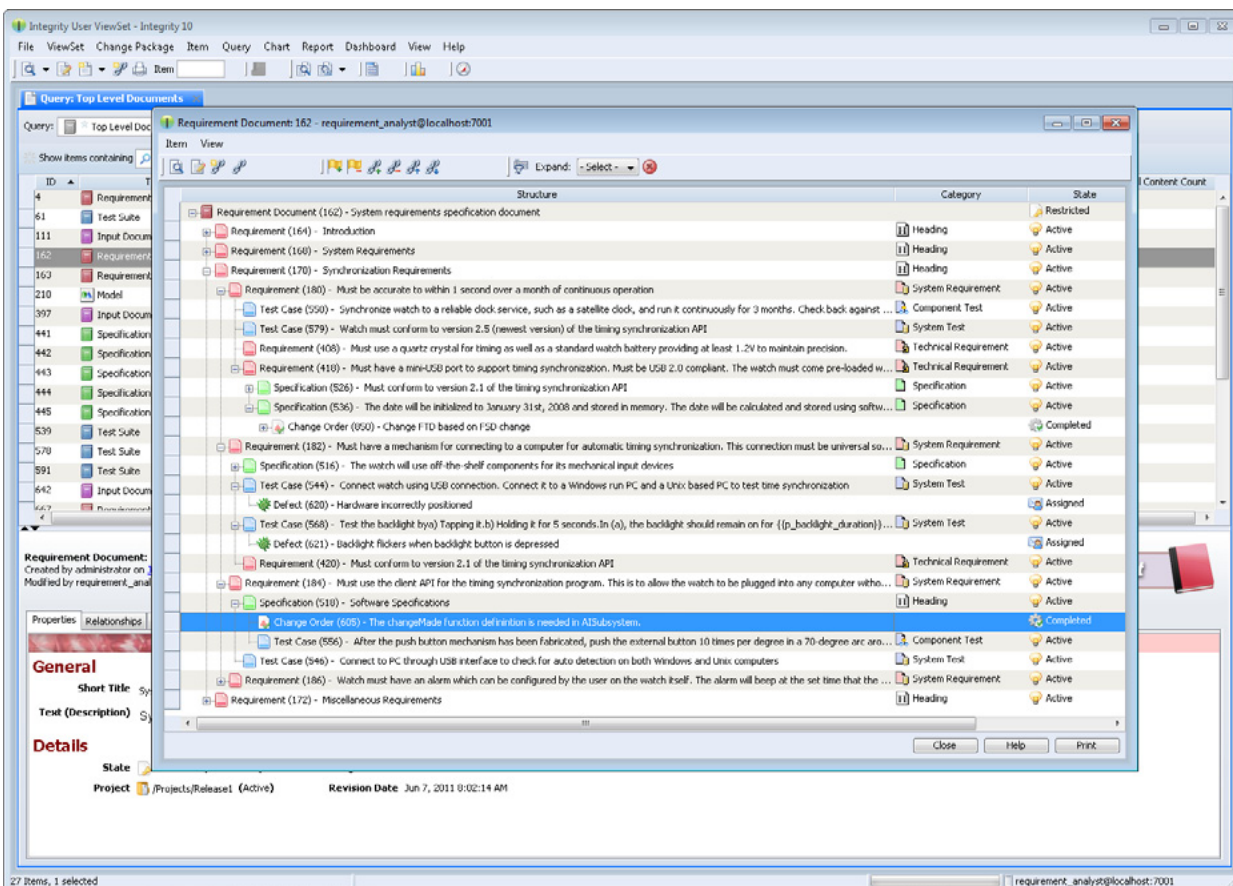 Integrity User ViewSet - Integrity 10
File ViewSet Change Package Item Query Chart Report Dashboard View Help
Item
Query: Top Level Documents
Query: Top Level Doc
Show items containing
ID
4 Requirement
61 Test Suite
111 Input Docum
162 Requirement
163 Requirement
210 Model
397 Input Docum
441 Specification
442 Specification
443 Specification
444 Specification
445 Specification
539 Test Suite
570 Test Suite
591 Test Suite
642 Input Docum
667 Requirement
l Content Count
Requirement Document: 162 - requirement_analyst@localhost:7001
Item View
Expand: - Select -
Structure Category State
Requirement Document (162) - System requirements specification document Restricted
Requirement (164) - Introduction Heading Active
Requirement (168) - System Requirements Heading Active
Requirement (170) - Synchronization Requirements Heading Active
Requirement (180) - Must be accurate to within 1 second over a month of continuous operation System Requirement Active
Test Case (550) - Synchronize watch to a reliable clock service, such as a satellite clock, and run it continuously for 3 months. Check back against ... Component Test Active
Test Case (579) - Watch must conform to version 2.5 (newest version) of the timing synchronization API System Test Active
Requirement (408) - Must use a quartz crystal for timing as well as a standard watch battery providing at least 1.2V to maintain precision. Technical Requirement Active
Requirement (418) - Must have a mini-USB port to support timing synchronization. Must be USB 2.0 compliant. The watch must come pre-loaded w... Technical Requirement Active
Specification (526) - Must conform to version 2.1 of the timing synchronization API Specification Active
Specification (536) - The date will be initialized to January 31st, 2008 and stored in memory. The date will be calculated and stored using softw... Specification Active
Change Order (850) - Change FTD based on FSD change Completed
Requirement (182) - Must have a mechanism for connecting to a computer for automatic timing synchronization. This connection must be universal so... System Requirement Active
Specification (516) - The watch will use off-the-shelf components for its mechanical input devices Specification Active
Test Case (544) - Connect watch using USB connection. Connect it to a Windows run PC and a Unix based PC to test time synchronization System Test Active
Defect (620) - Hardware incorrectly positioned Assigned
Test Case (568) - Test the backlight bya) Tapping it.b) Holding it for 5 seconds.In (a), the backlight should remain on for {{p_backlight_duration}}... System Test Active
Defect (621) - Backlight flickers when backlight button is depressed Assigned
Requirement (420) - Must conform to version 2.1 of the timing synchronization API Technical Requirement Active
Requirement (184) - Must use the client API for the timing synchronization program. This is to allow the watch to be plugged into any computer witho... System Requirement Active
Specification (518) - Software Specifications Heading Active
Change Order (605) - The changeMade function definintion is needed in AISubsystem. Completed
Test Case (556) - After the push button mechanism has been fabricated, push the external button 10 times per degree in a 70-degree arc aro... Component Test Active
Test Case (546) - Connect to PC through USB interface to check for auto detection on both Windows and Unix computers System Test Active
Requirement (186) - Watch must have an alarm which can be configured by the user on the watch itself. The alarm will beep at the set time that the ... System Requirement Active
Requirement (172) - Miscellaneous Requirements Heading Active
Close Help Print
Requirement Document:
Created by administrator on
Modified by requirement_anal
Properties Relationships
General
Short Title Sy
Text (Description) Sy
Details
State
Project /Projects/Release1 (Active) Revision Date Jun 7, 2011 8:02:14 AM
27 Items, 1 selected
requirement_analyst@localhost:7001